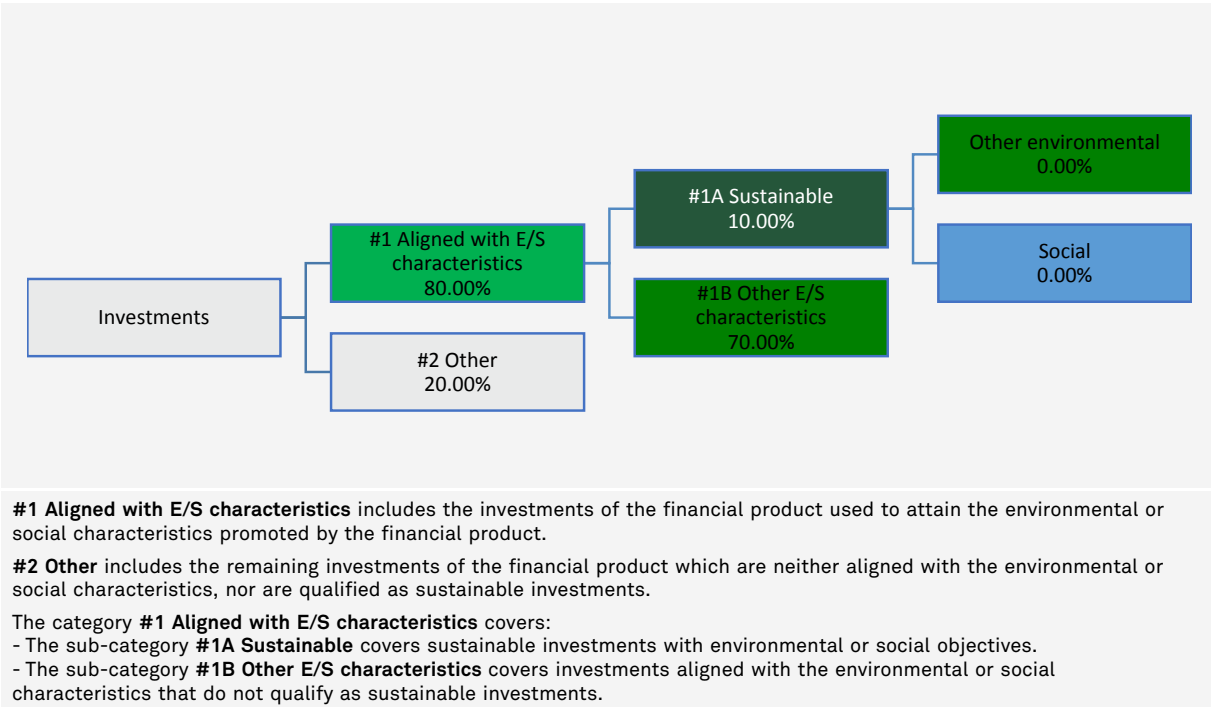 Investments
#1 Aligned with E/S
characteristics
80.00%
#2 Other
20.00%
#1A Sustainable
10.00%
#1B Other E/S
characteristics
70.00%
Other environmental
0.00%
Social
0.00%
#1 Aligned with E/S characteristics includes the investments of the financial product used to attain the environmental or
social characteristics promoted by the financial product.
#2 Other includes the remaining investments of the financial product which are neither aligned with the environmental or
social characteristics, nor are qualified as sustainable investments.
The category #1 Aligned with E/S characteristics covers:
- The sub-category #1A Sustainable covers sustainable investments with environmental or social objectives.
- The sub-category #1B Other E/S characteristics covers investments aligned with the environmental or social
characteristics that do not qualify as sustainable investments.